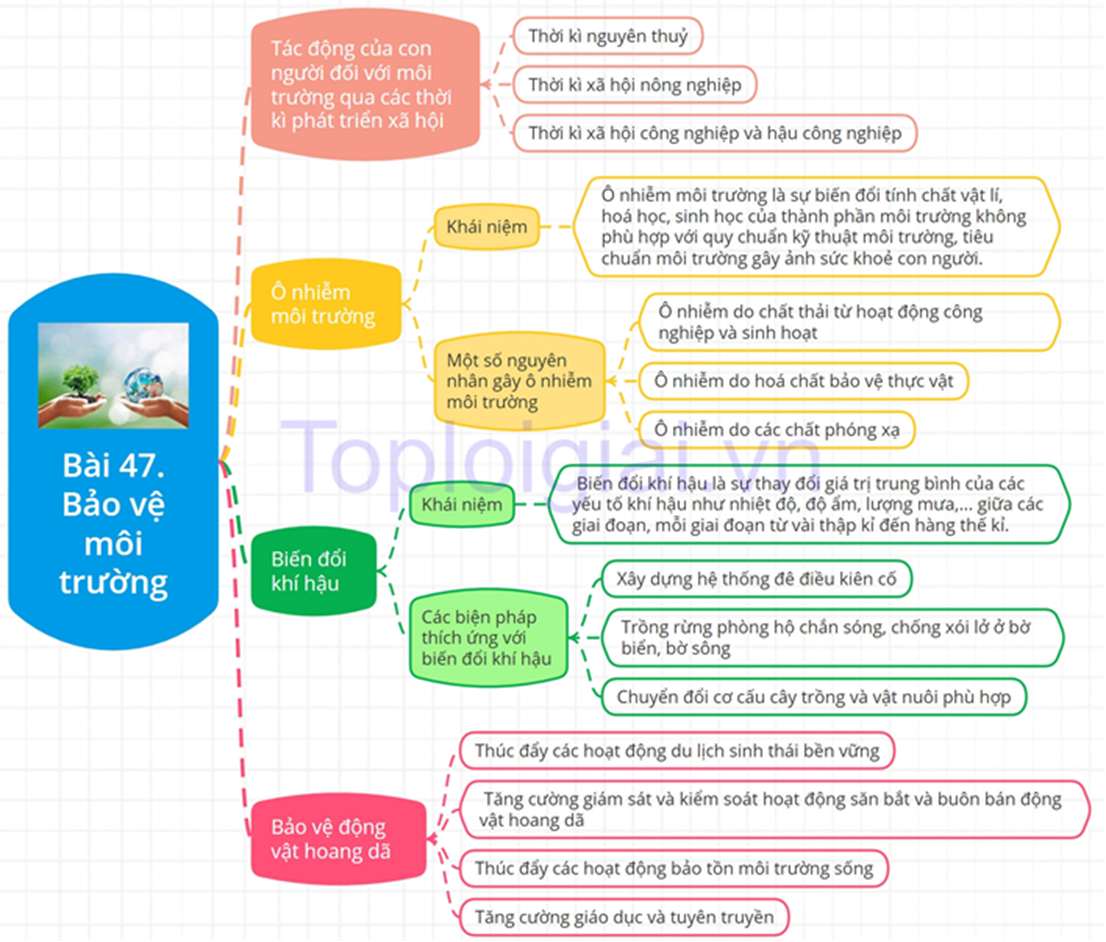 Bài 47.
Bảo vệ
môi
trường
Tác động của con
người đối với môi
trường qua các thời
kì phát triển xã hội
Thời kì nguyên thuỷ
Thời kì xã hội nông nghiệp
Thời kì xã hội công nghiệp và hậu công nghiệp
Ô nhiễm
môi trường
Khái niệm
Ô nhiễm môi trường là sự biến đổi tính chất vật lí,
hoá học, sinh học của thành phần môi trường không
phù hợp với quy chuẩn kỹ thuật môi trường, tiêu
chuẩn môi trường gây ảnh sức khoẻ con người.
Một số nguyên
nhân gây ô nhiễm
môi trường
Ô nhiễm do chất thải từ hoạt động công
nghiệp và sinh hoạt
Ô nhiễm do hoá chất bảo vệ thực vật
Ô nhiễm do các chất phóng xạ
Toploigiai.vn
Biến đổi
khí hậu
Khái niệm
Biến đổi khí hậu là sự thay đổi giá trị trung bình của các
yếu tố khí hậu như nhiệt độ, độ ẩm, lượng mưa,... giữa các
giai đoạn, mỗi giai đoạn từ vài thập kỉ đến hàng thế kỉ.
Các biện pháp
thích ứng với
biến đổi khí hậu
Xây dựng hệ thống đê điều kiên cố
Trồng rừng phòng hộ chắn sóng, chống xói lở ở bờ
biển, bờ sông
Chuyển đổi cơ cấu cây trồng và vật nuôi phù hợp
Bảo vệ động
vật hoang dã
Thúc đẩy các hoạt động du lịch sinh thái bền vững
Tăng cường giám sát và kiểm soát hoạt động săn bắt và buôn bán động
vật hoang dã
Thúc đẩy các hoạt động bảo tồn môi trường sống
Tăng cường giáo dục và tuyên truyền